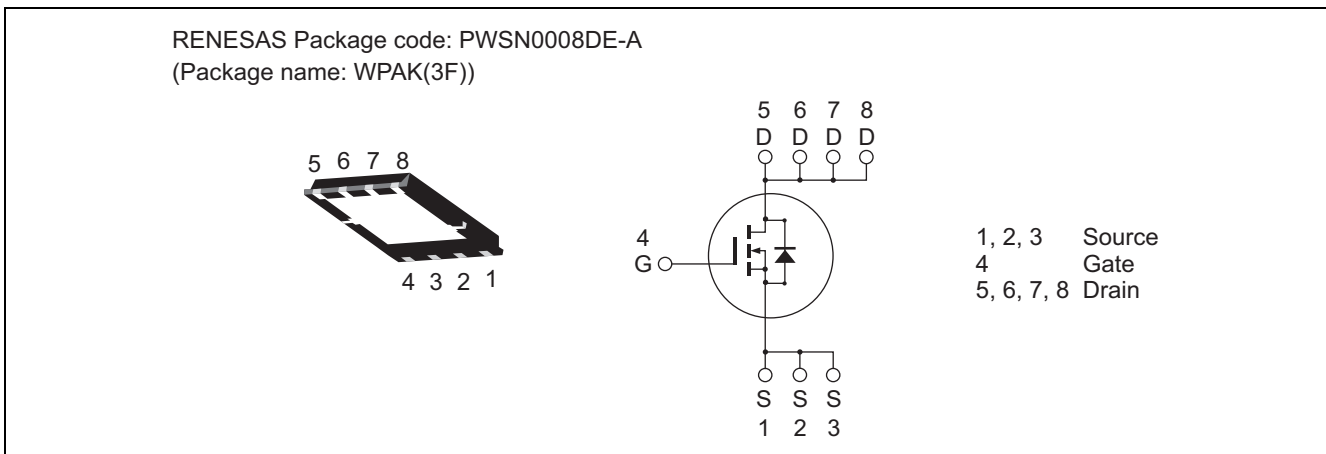 RENESAS Package code: PWSN0008DE-A
(Package name: WPAK(3F))
5 6 7 8
4 3 2 1
5 6 7 8
D D D D
4
G
S S S
1 2 3
1, 2, 3 Source
4 Gate
5, 6, 7, 8 Drain